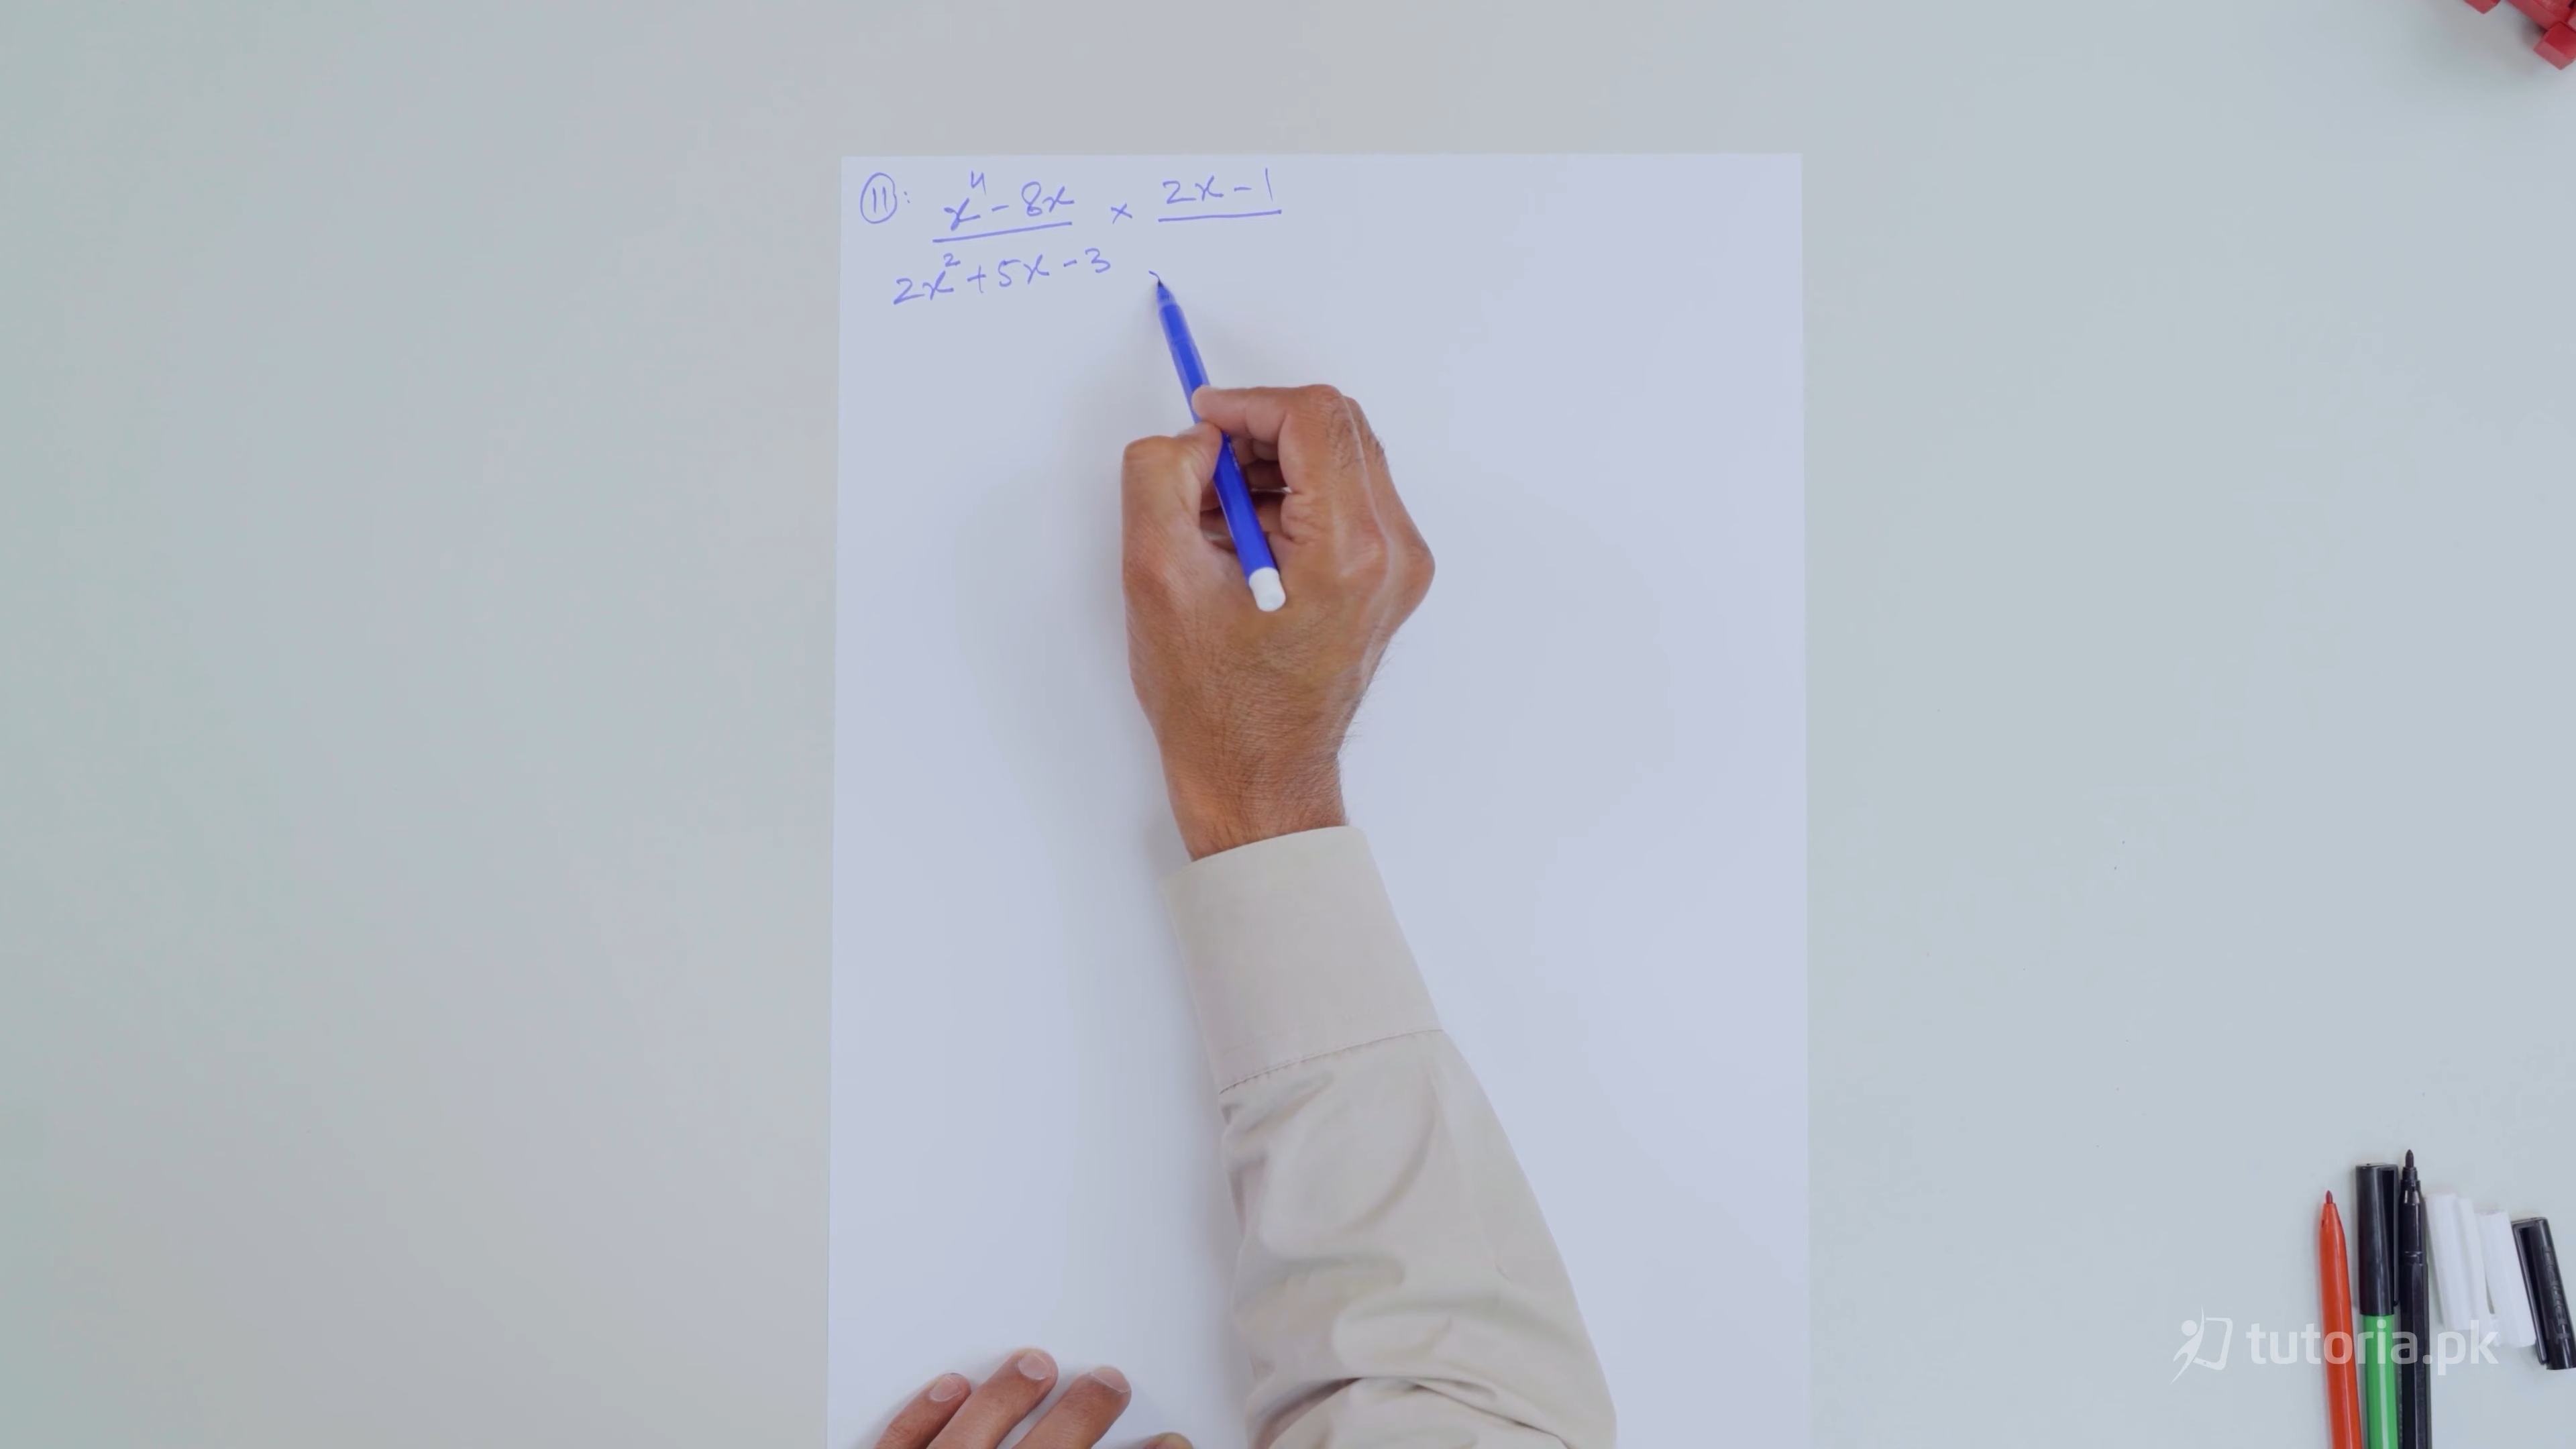 11: x⁴ - 8x × 2x - 1
2x² + 5x - 3
tutoria.pk